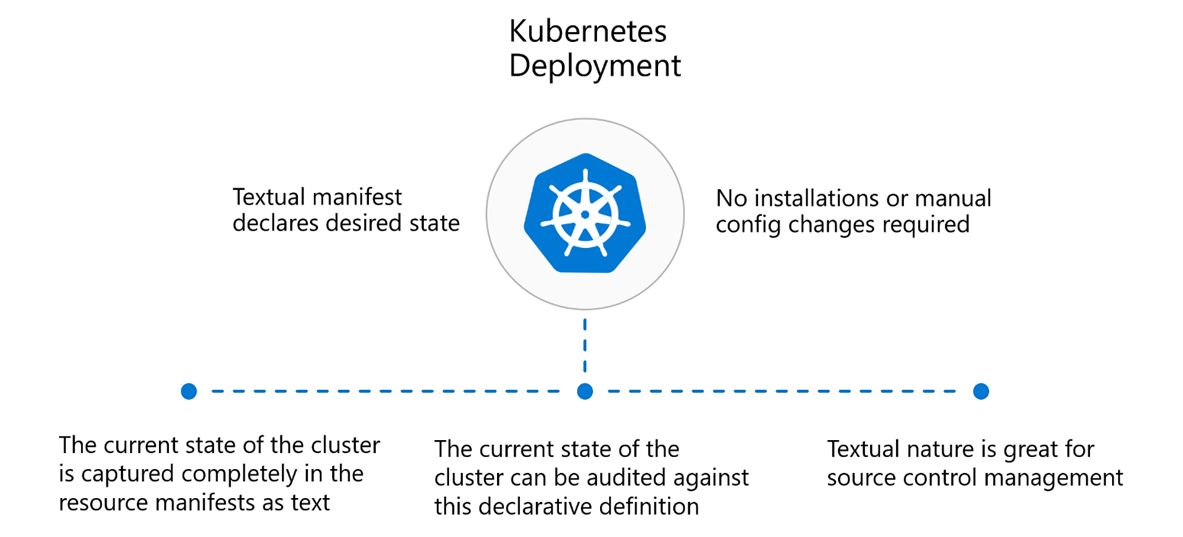 Kubernetes
Deployment
Textual manifest
declares desired state
No installations or manual
config changes required
The current state of the cluster
is captured completely in the
resource manifests as text
The current state of the
cluster can be audited against
this declarative definition
Textual nature is great for
source control management